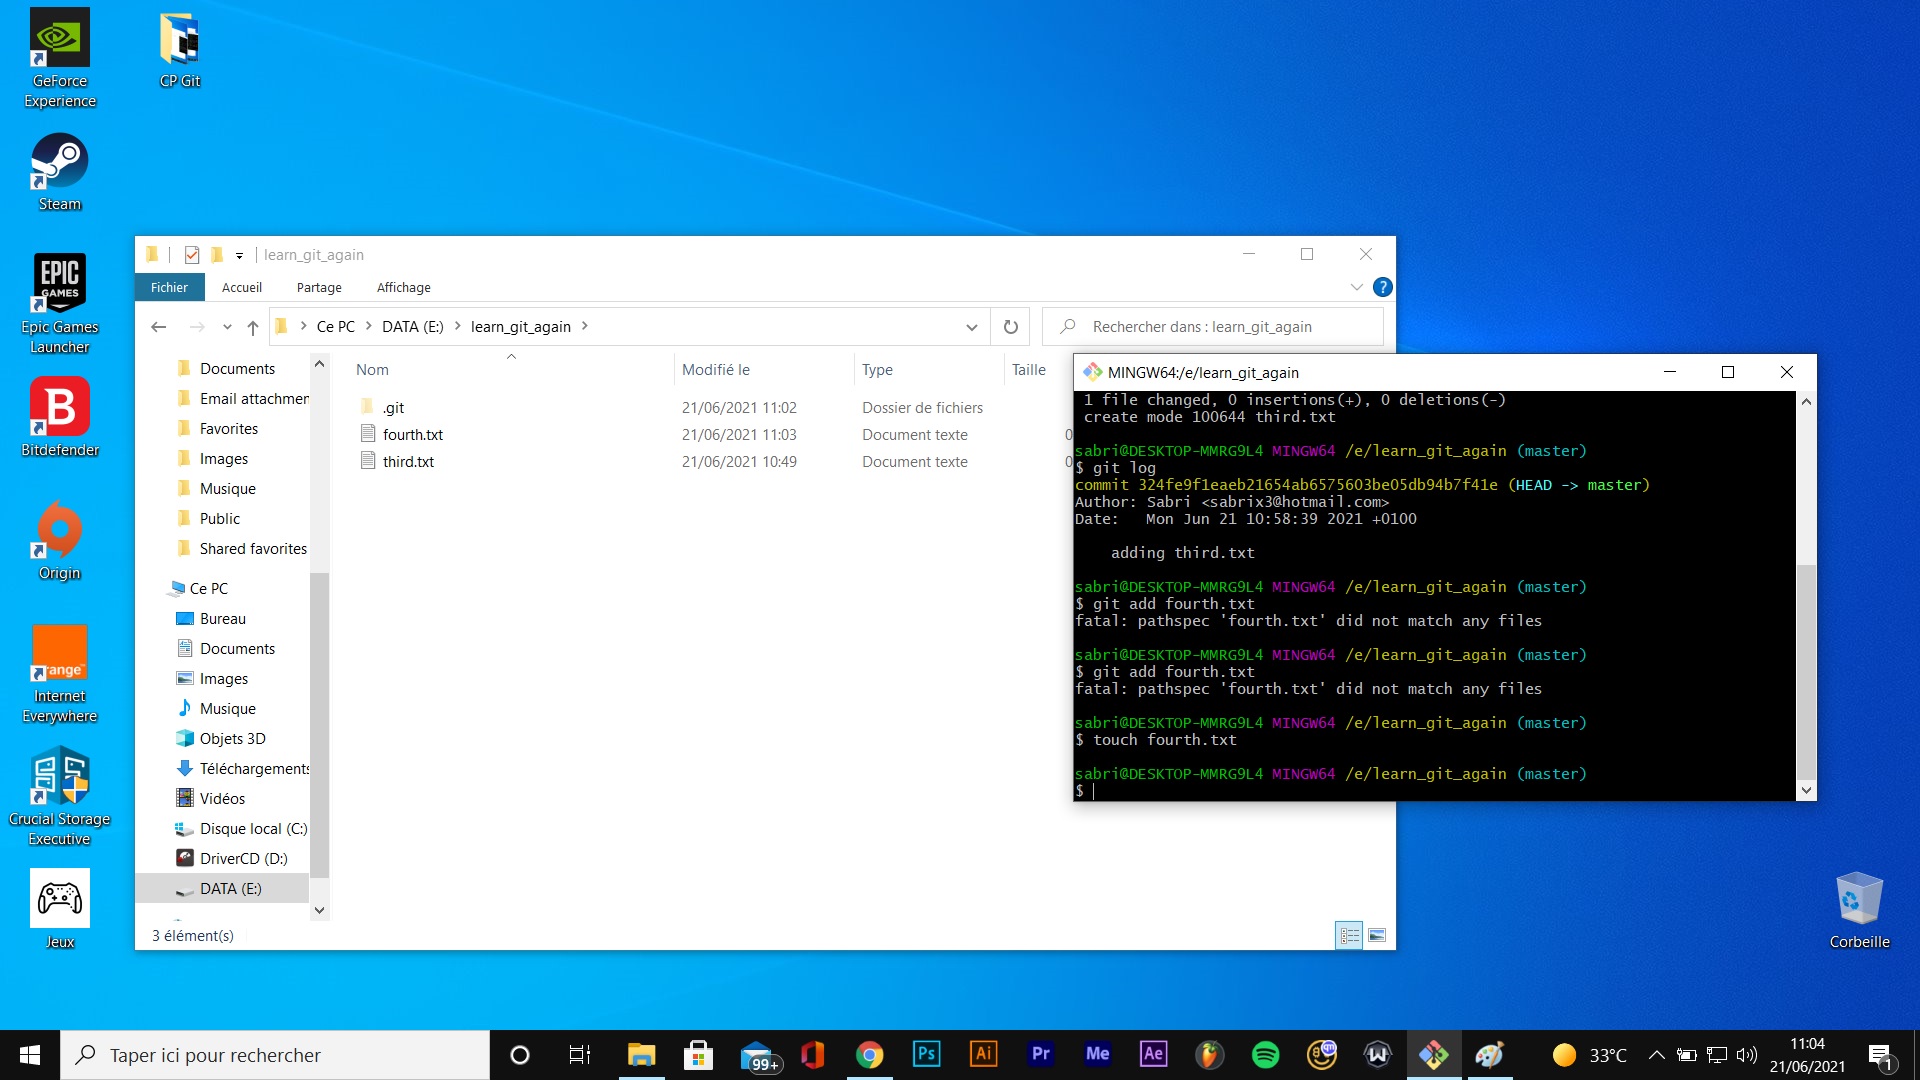 GeForce
Experience
CP Git
Steam
EPIC
GAMES
Epic Games
Launcher
B
Bitdefender
Origin
range™
Internet
Everywhere
Crucial Storage
Executive
Jeux
learn_git_again
Fichier
Accueil
Partage
Affichage
?
Ce PC
DATA (E:)
learn_git_again
Rechercher dans : learn_git_again
Documents
Email attachmen
Favorites
Images
Musique
Public
Shared favorites
Ce PC
Bureau
Documents
Images
Musique
Objets 3D
Téléchargements
Vidéos
Disque local (C:)
DriverCD (D:)
DATA (E:)
Nom Modifié le Type Taille
.git 21/06/2021 11:02 Dossier de fichiers
fourth.txt 21/06/2021 11:03 Document texte 0
third.txt 21/06/2021 10:49 Document texte 0
3 élément(s)
MINGW64:/e/learn_git_again
1 file changed, 0 insertions(+), 0 deletions(-)
create mode 100644 third.txt
sabri@DESKTOP-MMRG9L4 MINGW64 /e/learn_git_again (master)
$ git log
commit 324fe9f1eaeb21654ab6575603be05db94b7f41e (HEAD -> master)
Author: Sabri <sabrix3@hotmail.com>
Date:   Mon Jun 21 10:58:39 2021 +0100
adding third.txt
sabri@DESKTOP-MMRG9L4 MINGW64 /e/learn_git_again (master)
$ git add fourth.txt
fatal: pathspec 'fourth.txt' did not match any files
sabri@DESKTOP-MMRG9L4 MINGW64 /e/learn_git_again (master)
$ git add fourth.txt
fatal: pathspec 'fourth.txt' did not match any files
sabri@DESKTOP-MMRG9L4 MINGW64 /e/learn_git_again (master)
$ touch fourth.txt
sabri@DESKTOP-MMRG9L4 MINGW64 /e/learn_git_again (master)
$
Corbeille
Taper ici pour rechercher
99+
Ps
Ai
Pr
Me
Ae
33°C
11:04
21/06/2021
1